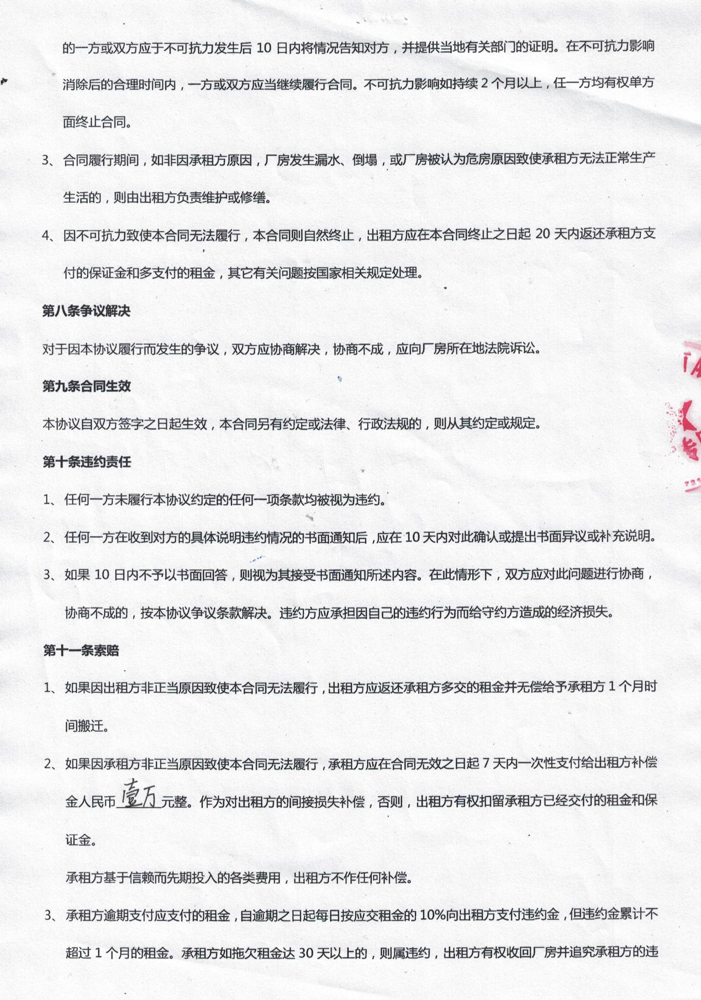 的一方或双方应于不可抗力发生后 10 日内将情况告知对方，并提供当地有关部门的证明。在不可抗力影响
消除后的合理时间内，一方或双方应当继续履行合同。不可抗力影响如持续 2 个月以上，任一方均有权单方
面终止合同。
3、合同履行期间，如非因承租方原因，厂房发生漏水、倒塌，或厂房被认为危房原因致使承租方无法正常生产
生活的，则由出租方负责维护或修缮。
4、因不可抗力致使本合同无法履行，本合同则自然终止，出租方应在本合同终止之日起 20 天内返还承租方支
付的保证金和多支付的租金，其它有关问题按国家相关规定处理。
第八条争议解决
对于因本协议履行而发生的争议，双方应协商解决，协商不成，应向厂房所在地法院诉讼。
第九条合同生效
本协议自双方签字之日起生效，本合同另有约定或法律、行政法规的，则从其约定或规定。
第十条违约责任
1、任何一方未履行本协议约定的任何一项条款均被视为违约。
2、任何一方在收到对方的具体说明违约情况的书面通知后，应在 10 天内对此确认或提出书面异议或补充说明。
3、如果 10 日内不予以书面回答，则视为其接受书面通知所述内容。在此情形下，双方应对此问题进行协商，
协商不成的，按本协议争议条款解决。违约方应承担因自己的违约行为而给守约方造成的经济损失。
第十一条索赔
1、如果因出租方非正当原因致使本合同无法履行，出租方应返还承租方多交的租金并无偿给予承租方 1 个月时
间搬迁。
2、如果因承租方非正当原因致使本合同无法履行，承租方应在合同无效之日起 7 天内一次性支付给出租方补偿
金人民币壹万元整。作为对出租方的间接损失补偿，否则，出租方有权扣留承租方已经交付的租金和保
证金。
承租方基于信赖而先期投入的各类费用，出租方不作任何补偿。
3、承租方逾期支付应支付的租金，自逾期之日起每日按应交租金的 10%向出租方支付违约金，但违约金累计不
超过 1 个月的租金。承租方如拖欠租金达 30 天以上的，则属违约，出租方有权收回厂房并追究承租方的违